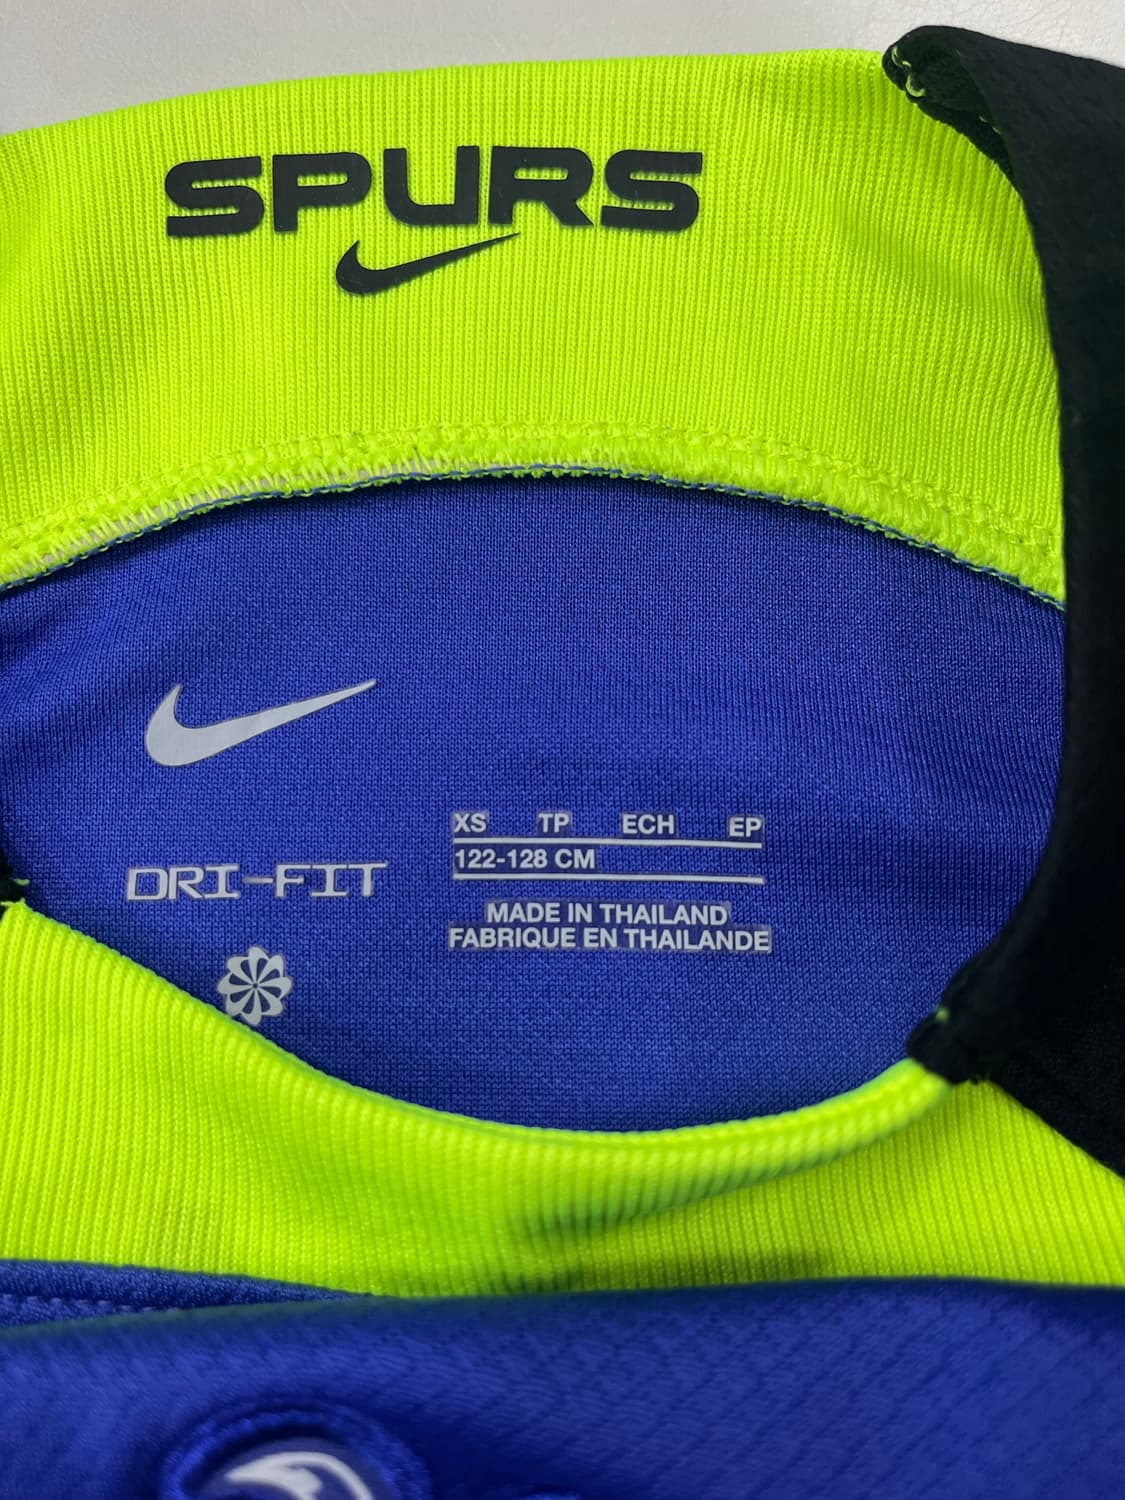 SPURS
DRI-FIT
XS TP ECH EP
122-128 CM
MADE IN THAILAND
FABRIQUE EN THAILANDE